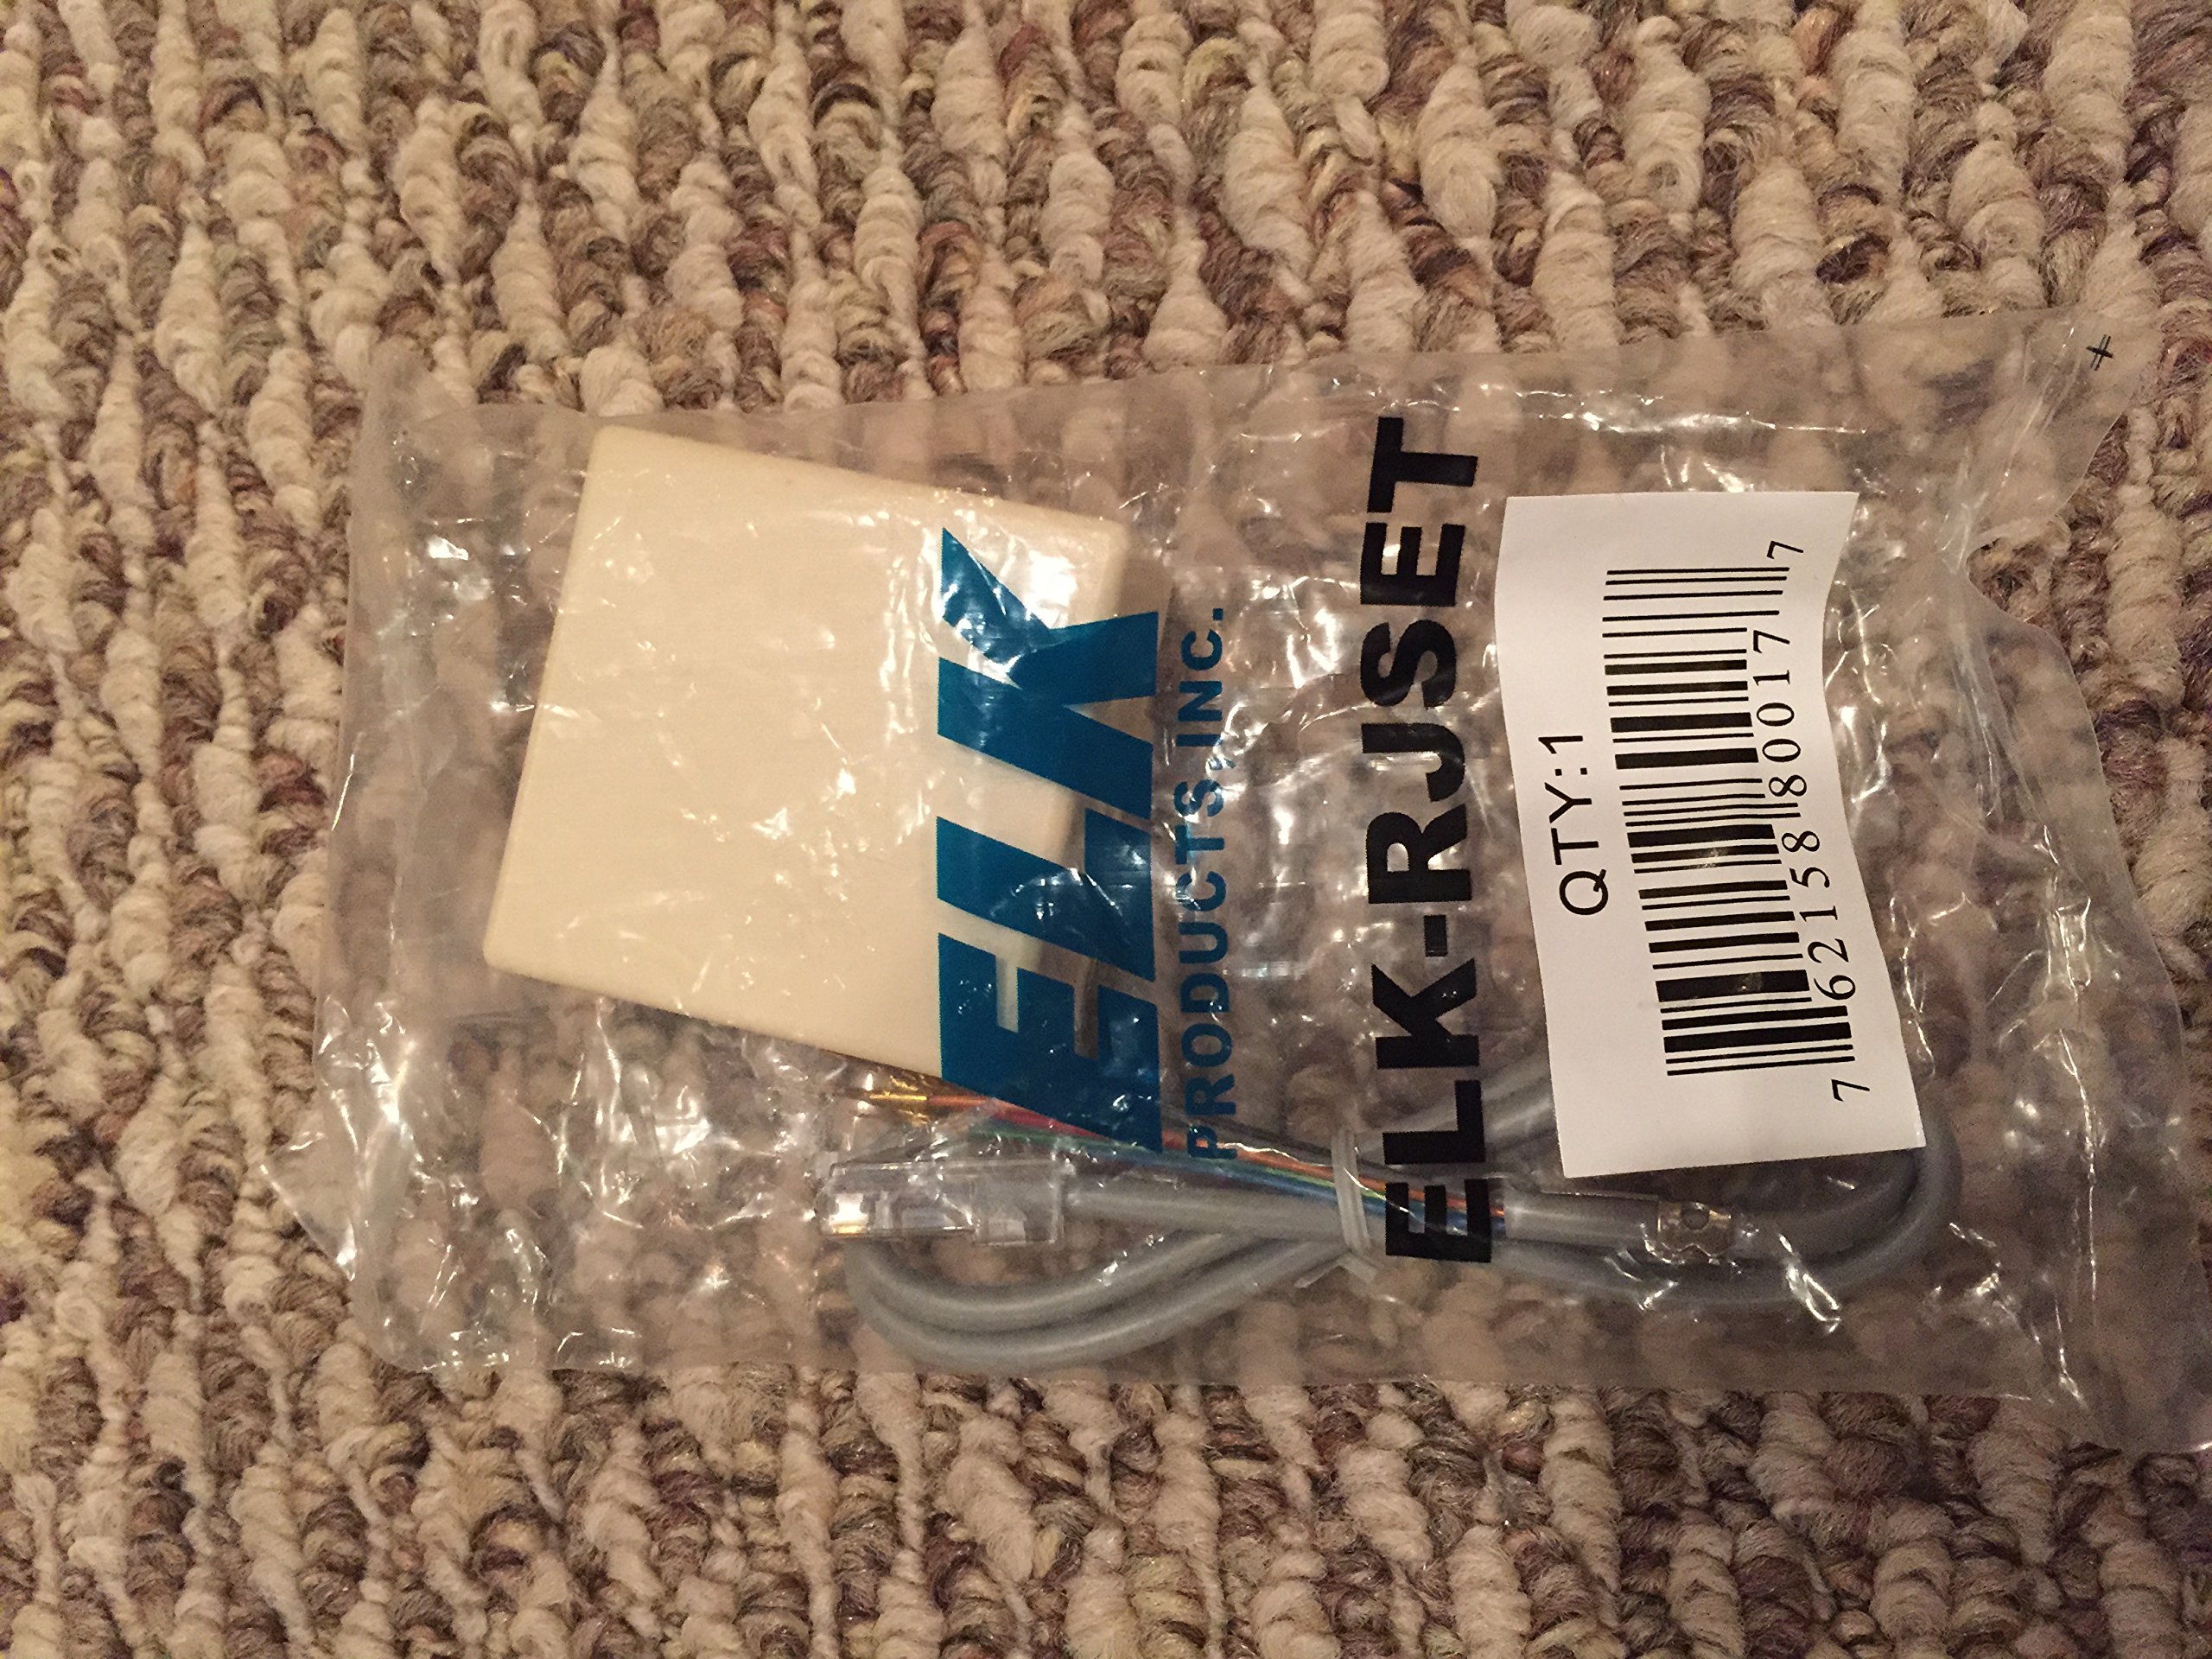 ELK
PRODUCTS, INC.
ELK-RJSET
QTY:1
7 62158 80017 7